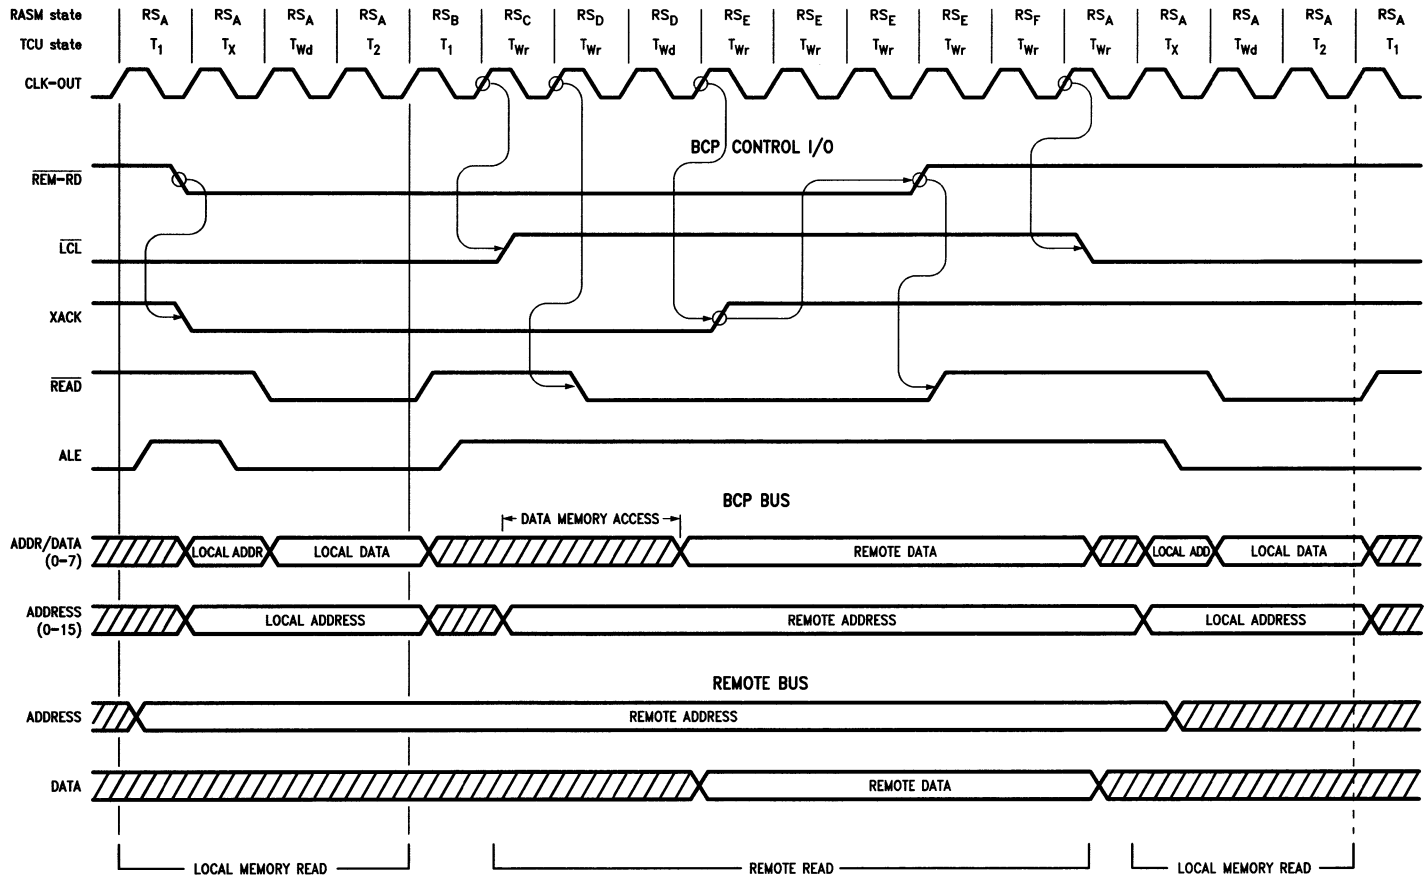 RASM state RSA RSA RSA RSA RSB RSC RSD RSD RSE RSE RSE RSE RSF RSA RSA RSA RSA RSA
TCU state T1 TX TWd T2 T1 TWr TWr TWd TWr TWr TWr TWr TWr TWr TX TWd T2 T1
CLK-OUT
BCP CONTROL I/O
REM-RD
LCL
XACK
READ
ALE
BCP BUS
DATA MEMORY ACCESS
ADDR/DATA LOCAL ADDR LOCAL DATA REMOTE DATA LOCAL ADD LOCAL DATA
(0-7)
ADDRESS LOCAL ADDRESS REMOTE ADDRESS LOCAL ADDRESS
(0-15)
REMOTE BUS
ADDRESS REMOTE ADDRESS
DATA REMOTE DATA
LOCAL MEMORY READ REMOTE READ LOCAL MEMORY READ